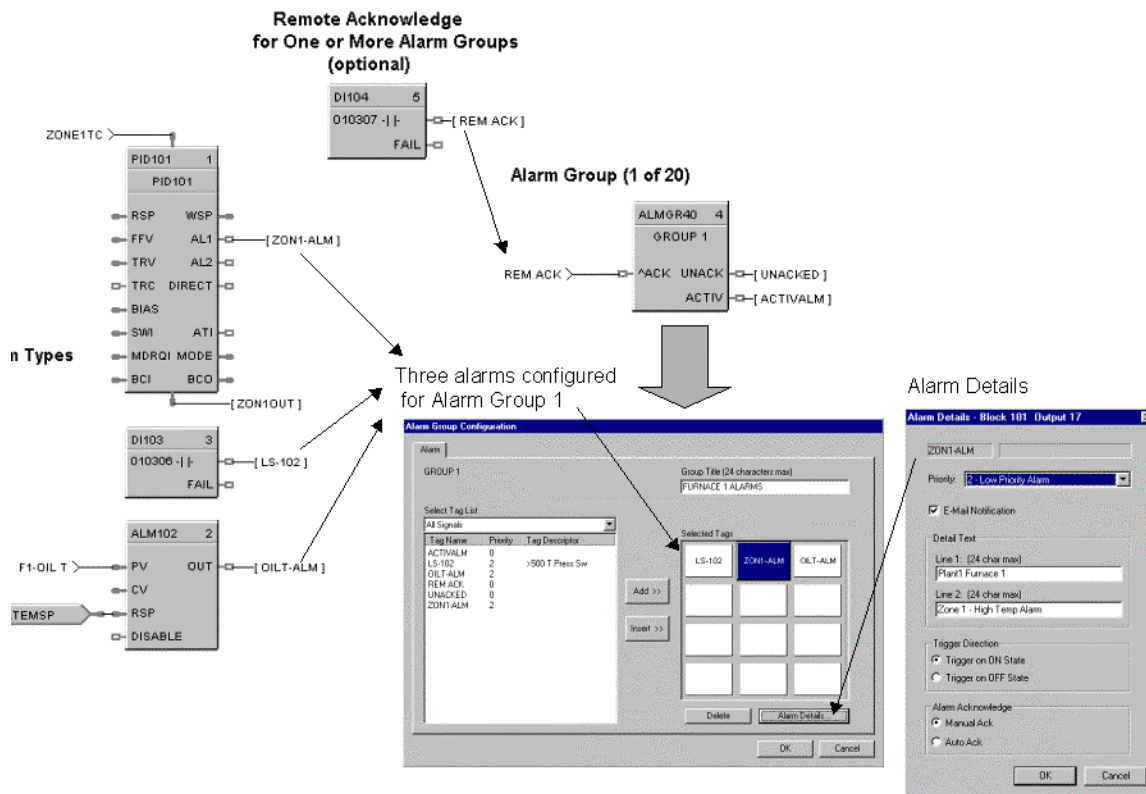 Remote Acknowledge
for One or More Alarm Groups
(optional)
DI104 5
010307 -| |-
FAIL
[ REM ACK ]
ZONE1TC
PID101 1
PID101
RSP WSP
FFV AL1
TRV AL2
TRC DIRECT
BIAS
SWI ATI
MDRQI MODE
BCI BCO
[ ZON1-ALM ]
[ ZON1OUT ]
Alarm Group (1 of 20)
ALMGR40 4
GROUP 1
REM ACK
^ACK UNACK
ACTIV
[ UNACKED ]
[ ACTIVALM ]
m Types
DI103 3
010306 -| |-
FAIL
[ LS-102 ]
ALM102 2
F1-OIL T
PV OUT
CV
TEMSP
RSP
DISABLE
[ OILT-ALM ]
Three alarms configured
for Alarm Group 1
Alarm Group Configuration
Alarm
GROUP 1
Group Title (24 characters max)
FURNACE 1 ALARMS
Select Tag List
All Signals
Tag Name Priority Tag Descriptor
ACTIVALM 0
LS-102 2 >500 T Press Sw
OILT-ALM 2
REM ACK 0
UNACKED 0
ZON1-ALM 2
Add >>
Insert >>
Selected Tags
LS-102 ZON1-ALM OILT-ALM
Delete
Alarm Details...
OK
Cancel
Alarm Details
Alarm Details - Block 101 Output 17
ZON1-ALM
Priority: 2 - Low Priority Alarm
E-Mail Notification
Detail Text
Line 1: (24 char max)
Plant1 Furnace 1
Line 2: (24 char max)
Zone 1 - High Temp Alarm
Trigger Direction
Trigger on ON State
Trigger on OFF State
Alarm Acknowledge
Manual Ack
Auto Ack
OK
Cancel